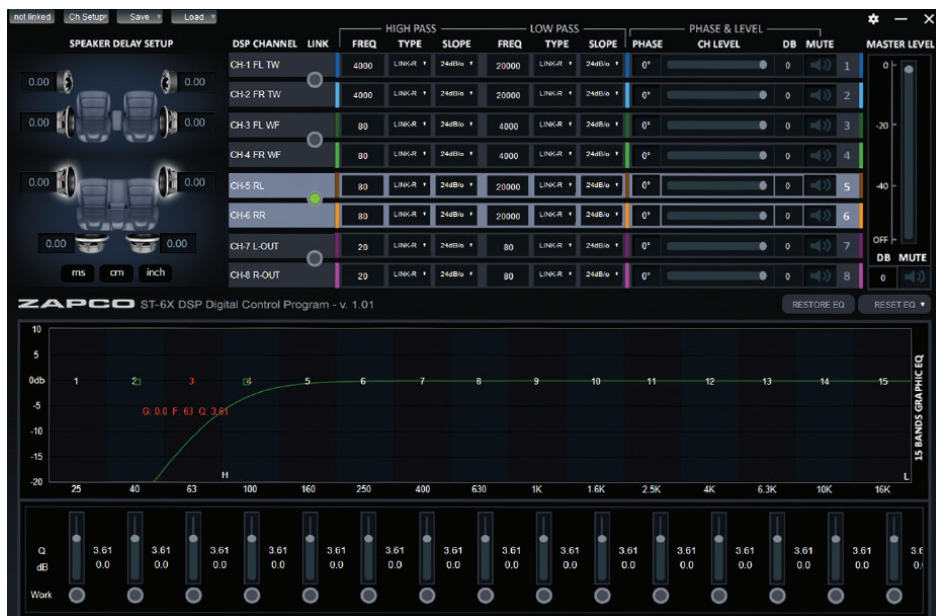 not linked Ch Setup Save Load
SPEAKER DELAY SETUP DSP CHANNEL LINK HIGH PASS LOW PASS PHASE & LEVEL
FREQ TYPE SLOPE FREQ TYPE SLOPE PHASE CH LEVEL DB MUTE MASTER LEVEL
0.00 0.00
0.00 0.00
0.00 0.00
0.00 0.00
ms cm inch
CH-1 FL TW 4000 LINK-R 24dB/o 20000 LINK-R 24dB/o 0° 0 1
CH-2 FR TW 4000 LINK-R 24dB/o 20000 LINK-R 24dB/o 0° 0 2
CH-3 FL WF 80 LINK-R 24dB/o 4000 LINK-R 24dB/o 0° 0 3
CH-4 FR WF 80 LINK-R 24dB/o 4000 LINK-R 24dB/o 0° 0 4
CH-5 RL 80 LINK-R 24dB/o 20000 LINK-R 24dB/o 0° 0 5
CH-6 RR 80 LINK-R 24dB/o 20000 LINK-R 24dB/o 0° 0 6
CH-7 L-OUT 20 LINK-R 24dB/o 80 LINK-R 24dB/o 0° 0 7
CH-8 R-OUT 20 LINK-R 24dB/o 80 LINK-R 24dB/o 0° 0 8
0
-20
-40
OFF
DB MUTE
0
ZAPCO ST-6X DSP Digital Control Program - v. 1.01 RESTORE EQ RESET EQ
10
5
0db 1 2 3 4 5 6 7 8 9 10 11 12 13 14 15
-5 G: 0.0 F: 63 Q: 3.61
-10
-15
-20 H L
25 40 63 100 160 250 400 630 1K 1.6K 2.5K 4K 6.3K 10K 16K
15 BANDS GRAPHIC EQ
Q 3.61 3.61 3.61 3.61 3.61 3.61 3.61 3.61 3.61 3.61 3.61 3.61 3.61 3.61 3.6
dB 0.0 0.0 0.0 0.0 0.0 0.0 0.0 0.0 0.0 0.0 0.0 0.0 0.0 0.0 0.0
Work